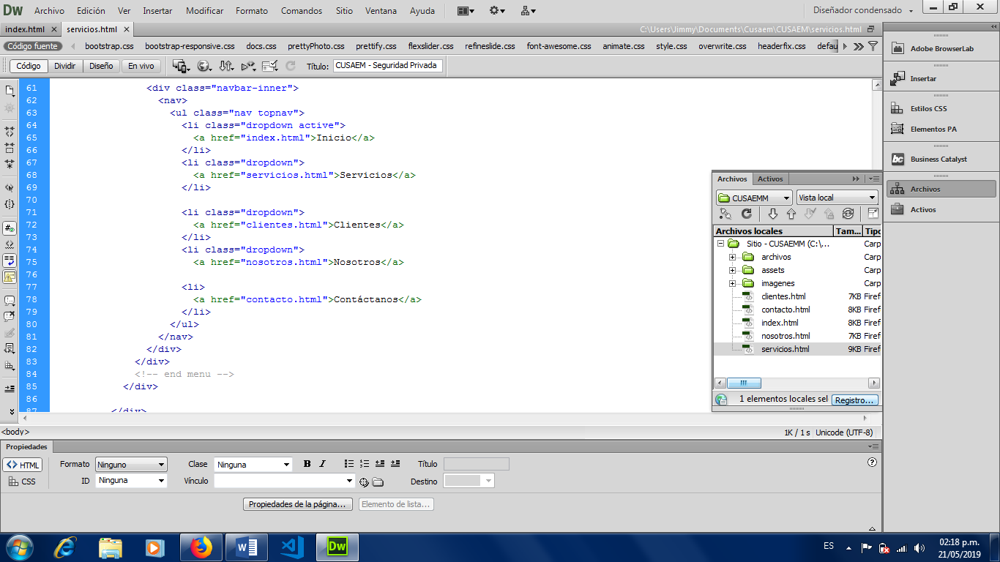 Dw Archivo Edición Ver Insertar Modificar Formato Comandos Sitio Ventana Ayuda Diseñador condensado
index.html servicios.html C:\Users\Jimmy\Documents\Cusaem\CUSAEM\servicios.html
Código fuente bootstrap.css bootstrap-responsive.css docs.css prettyPhoto.css prettify.css flexslider.css refineslide.css font-awesome.css animate.css style.css overwrite.css headerfix.css defau
Código Dividir Diseño En vivo Título: CUSAEM - Seguridad Privada
61 <div class="navbar-inner">
62 <nav>
63 <ul class="nav topnav">
64 <li class="dropdown active">
65 <a href="index.html">Inicio</a>
66 </li>
67 <li class="dropdown">
68 <a href="servicios.html">Servicios</a>
69 </li>
70
71 <li class="dropdown">
72 <a href="clientes.html">Clientes</a>
73 </li>
74 <li class="dropdown">
75 <a href="nosotros.html">Nosotros</a>
76
77 <li>
78 <a href="contacto.html">Contáctanos</a>
79 </li>
80 </ul>
81 </nav>
82 </div>
83 </div>
84 <!-- end menu -->
85 </div>
86
87 </div>
<body> 1K / 1 s Unicode (UTF-8)
Adobe BrowserLab
Insertar
Estilos CSS
Elementos PA
bc Business Catalyst
Archivos
Activos
Archivos Activos
CUSAEMM Vista local
Archivos locales Tam... Tipo
Sitio - CUSAEMM (C:\... Carp
archivos Carp
assets Carp
imagenes Carp
clientes.html 7KB Firef
contacto.html 8KB Firef
index.html 8KB Firef
nosotros.html 7KB Firef
servicios.html 9KB Firef
1 elementos locales sel Registro...
Propiedades
HTML Formato Ninguno Clase Ninguna B I Título
CSS ID Ninguna Vínculo Destino
Propiedades de la página... Elemento de lista...
ES 02:18 p.m.
21/05/2019